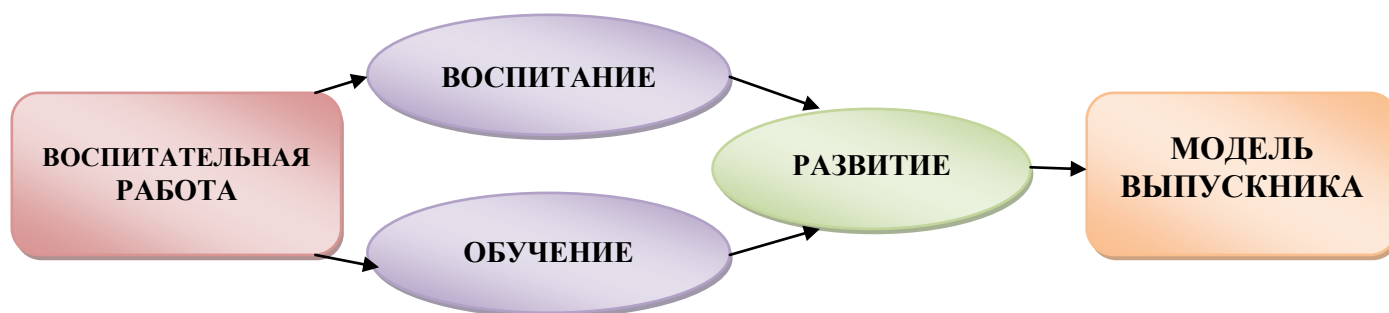 ВОСПИТАТЕЛЬНАЯ
РАБОТА
ВОСПИТАНИЕ
ОБУЧЕНИЕ
РАЗВИТИЕ
МОДЕЛЬ
ВЫПУСКНИКА